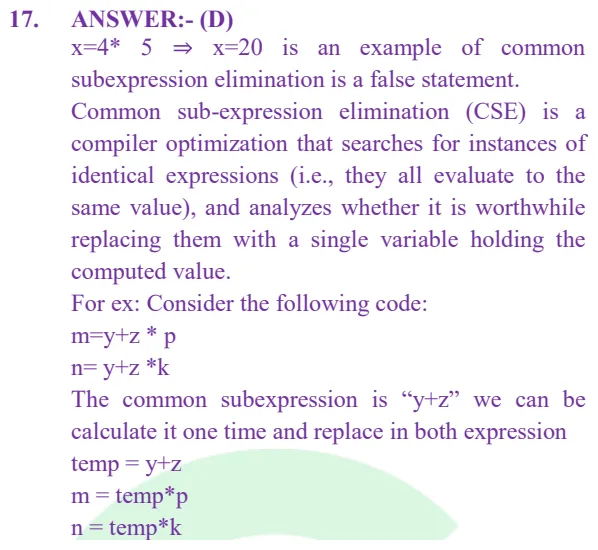 17. ANSWER:- (D)
x=4* 5 ⇒ x=20 is an example of common
subexpression elimination is a false statement.
Common sub-expression elimination (CSE) is a
compiler optimization that searches for instances of
identical expressions (i.e., they all evaluate to the
same value), and analyzes whether it is worthwhile
replacing them with a single variable holding the
computed value.
For ex: Consider the following code:
m=y+z * p
n= y+z *k
The common subexpression is “y+z” we can be
calculate it one time and replace in both expression
temp = y+z
m = temp*p
n = temp*k